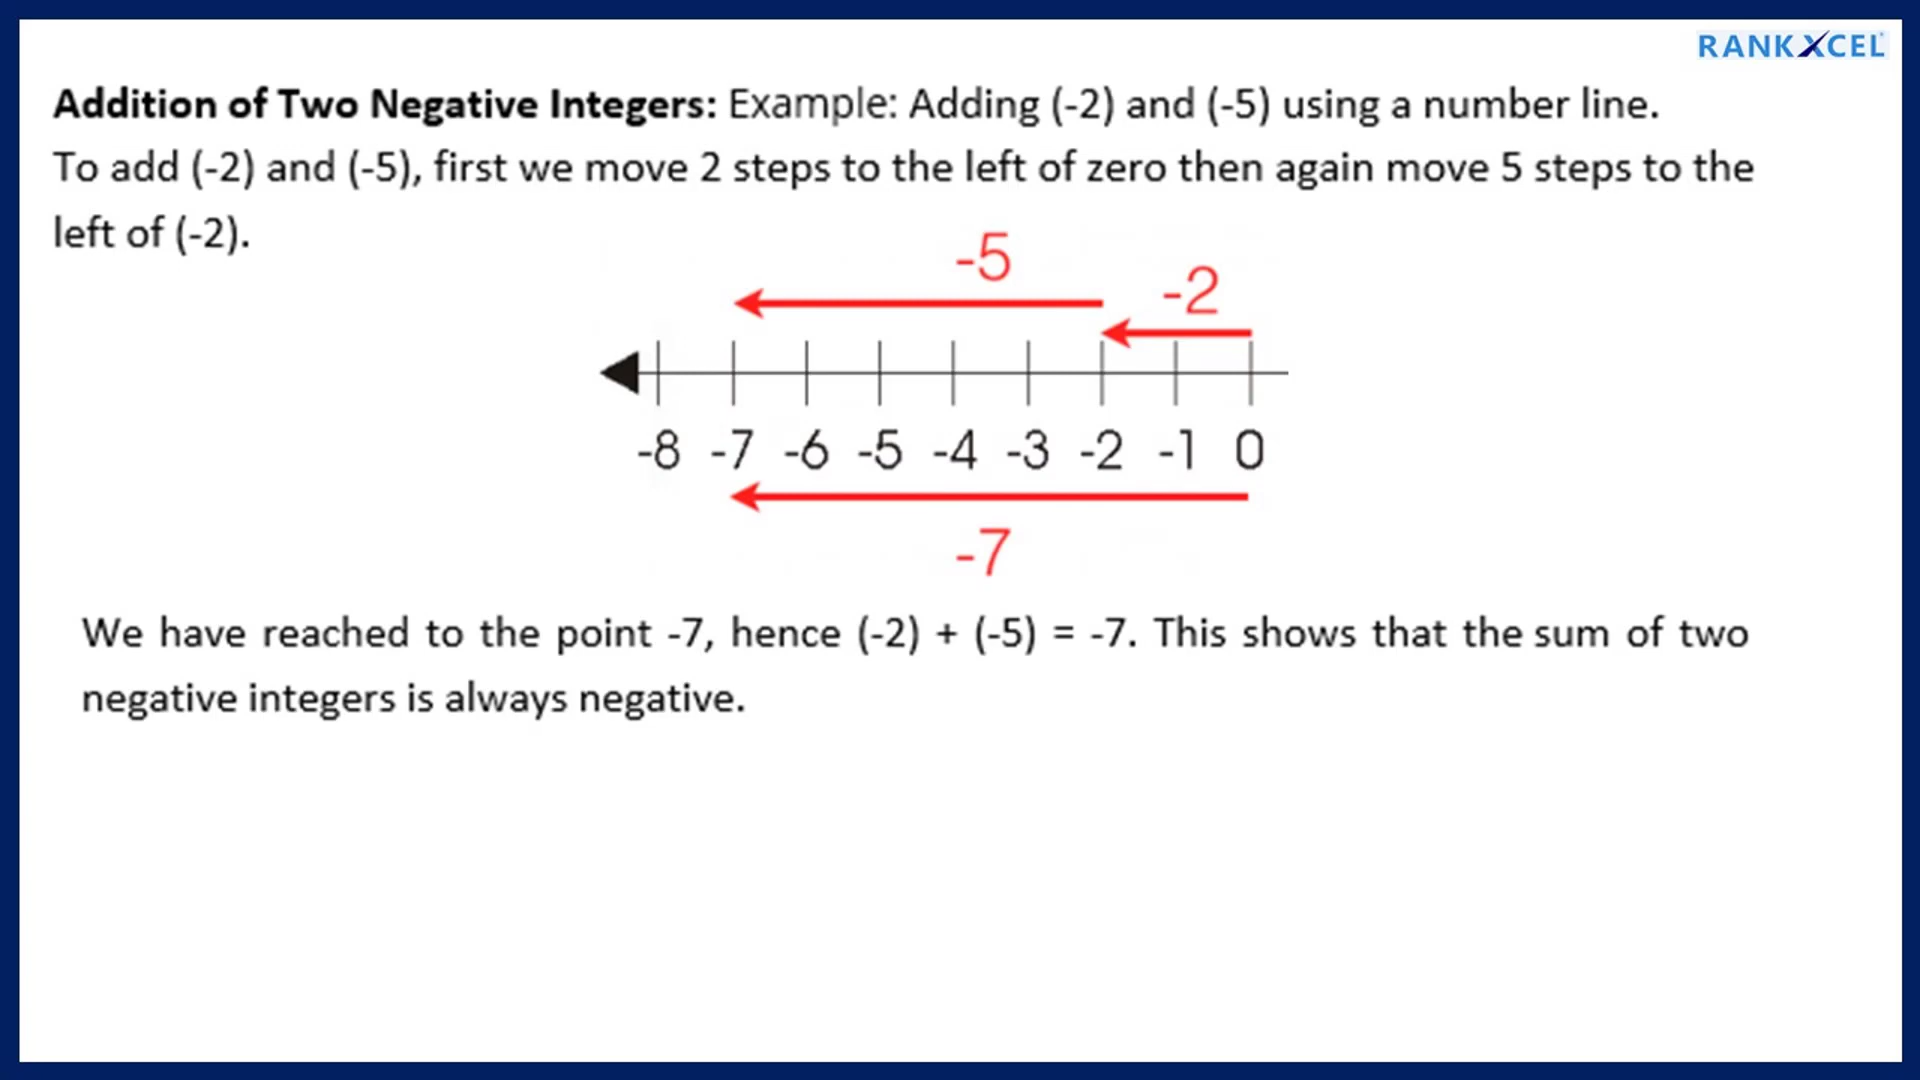 RANKXCEL
Addition of Two Negative Integers: Example: Adding (-2) and (-5) using a number line.
To add (-2) and (-5), first we move 2 steps to the left of zero then again move 5 steps to the
left of (-2).
-5
-2
-8 -7 -6 -5 -4 -3 -2 -1 0
-7
We have reached to the point -7, hence (-2) + (-5) = -7. This shows that the sum of two
negative integers is always negative.